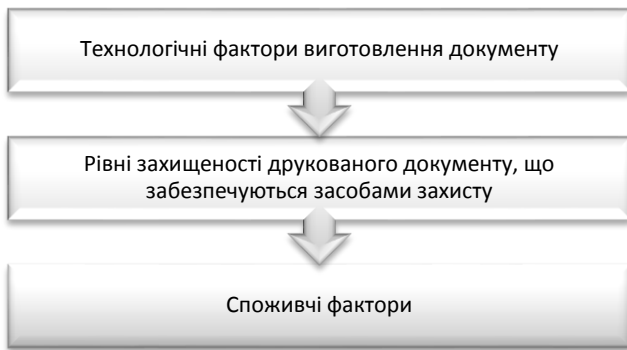 Технологічні фактори виготовлення документу
Рівні захищеності друкованого документу, що
забезпечуються засобами захисту
Споживчі фактори